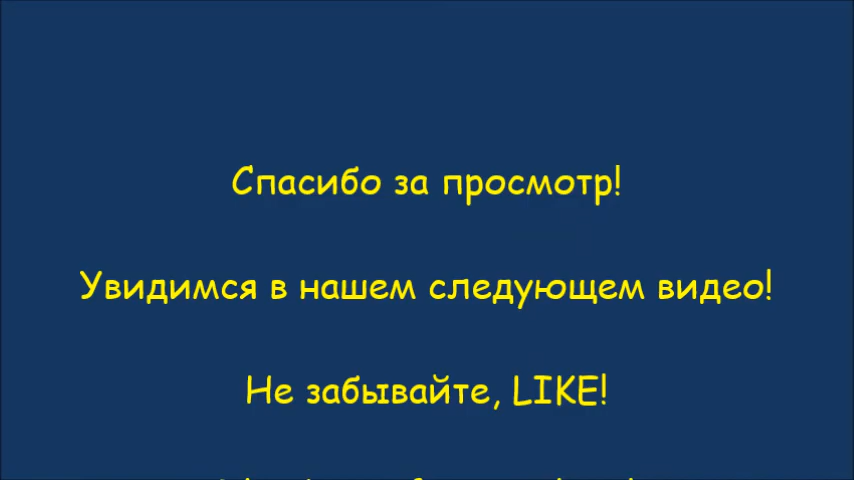 Спасибо за просмотр!
Увидимся в нашем следующем видео!
Не забывайте, LIKE!